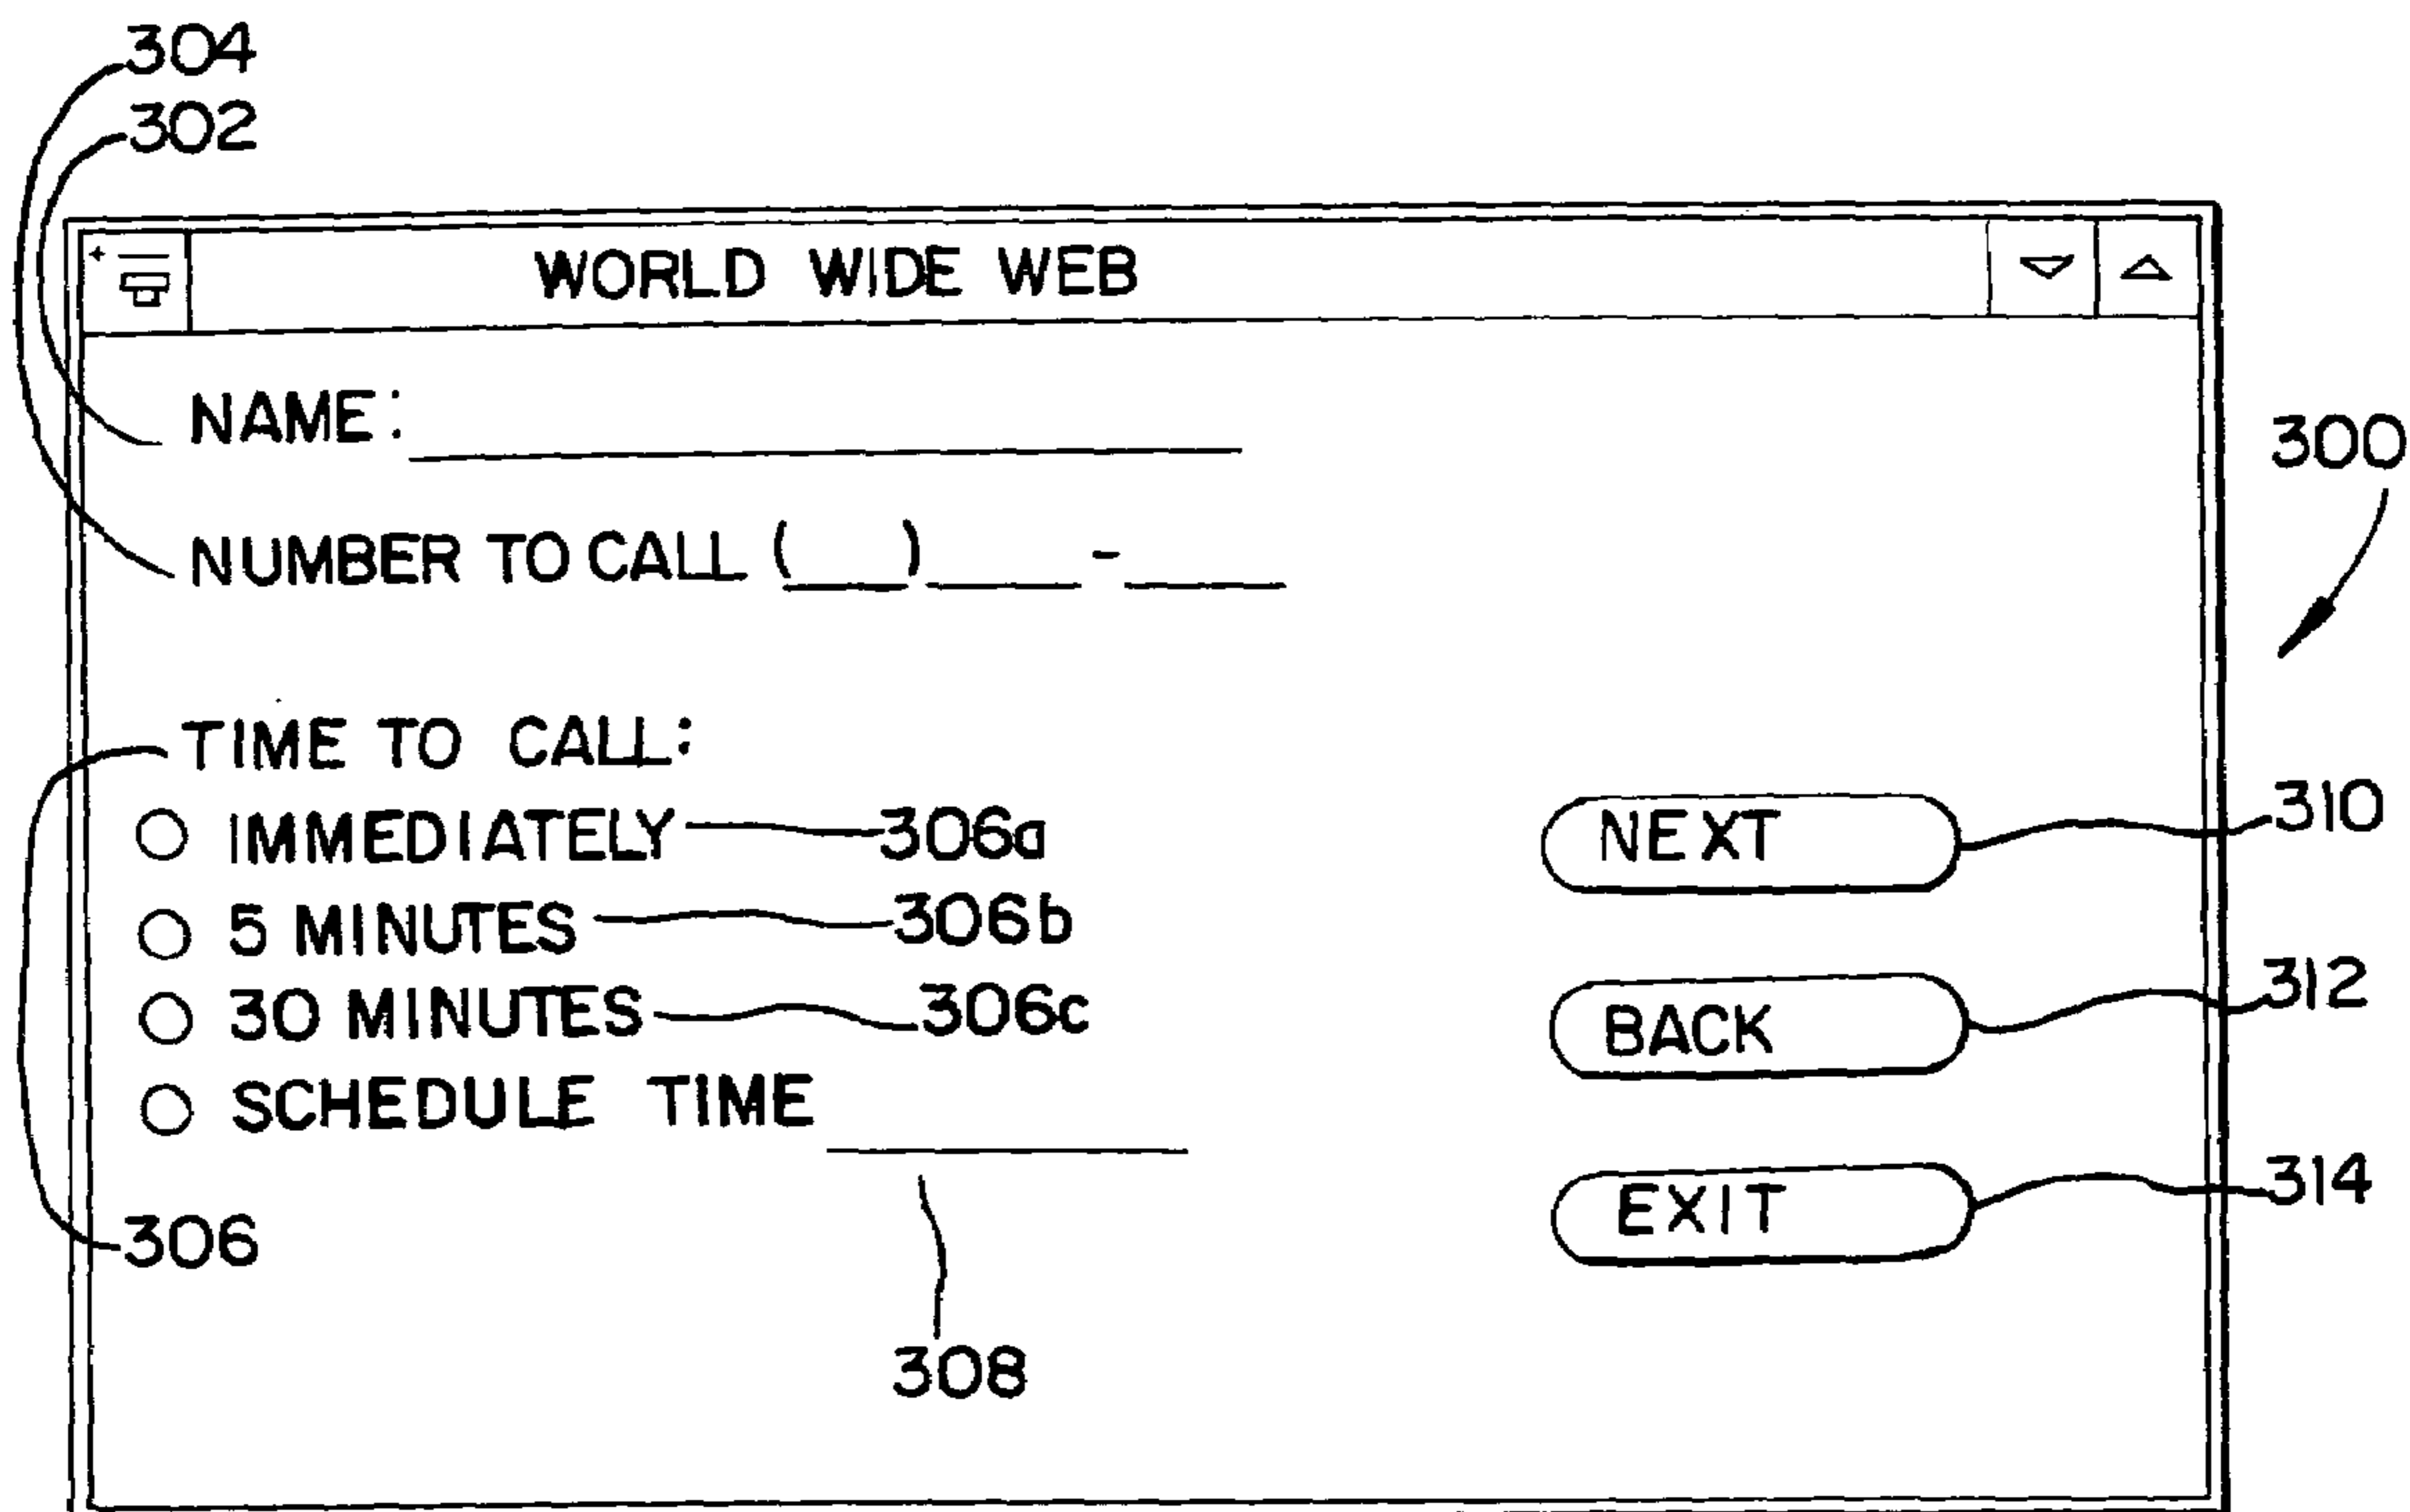 304
302
WORLD WIDE WEB
NAME:
300
NUMBER TO CALL (   )      -
TIME TO CALL:
IMMEDIATELY 306a NEXT 310
5 MINUTES 306b
30 MINUTES 306c BACK 312
SCHEDULE TIME
306 EXIT 314
308